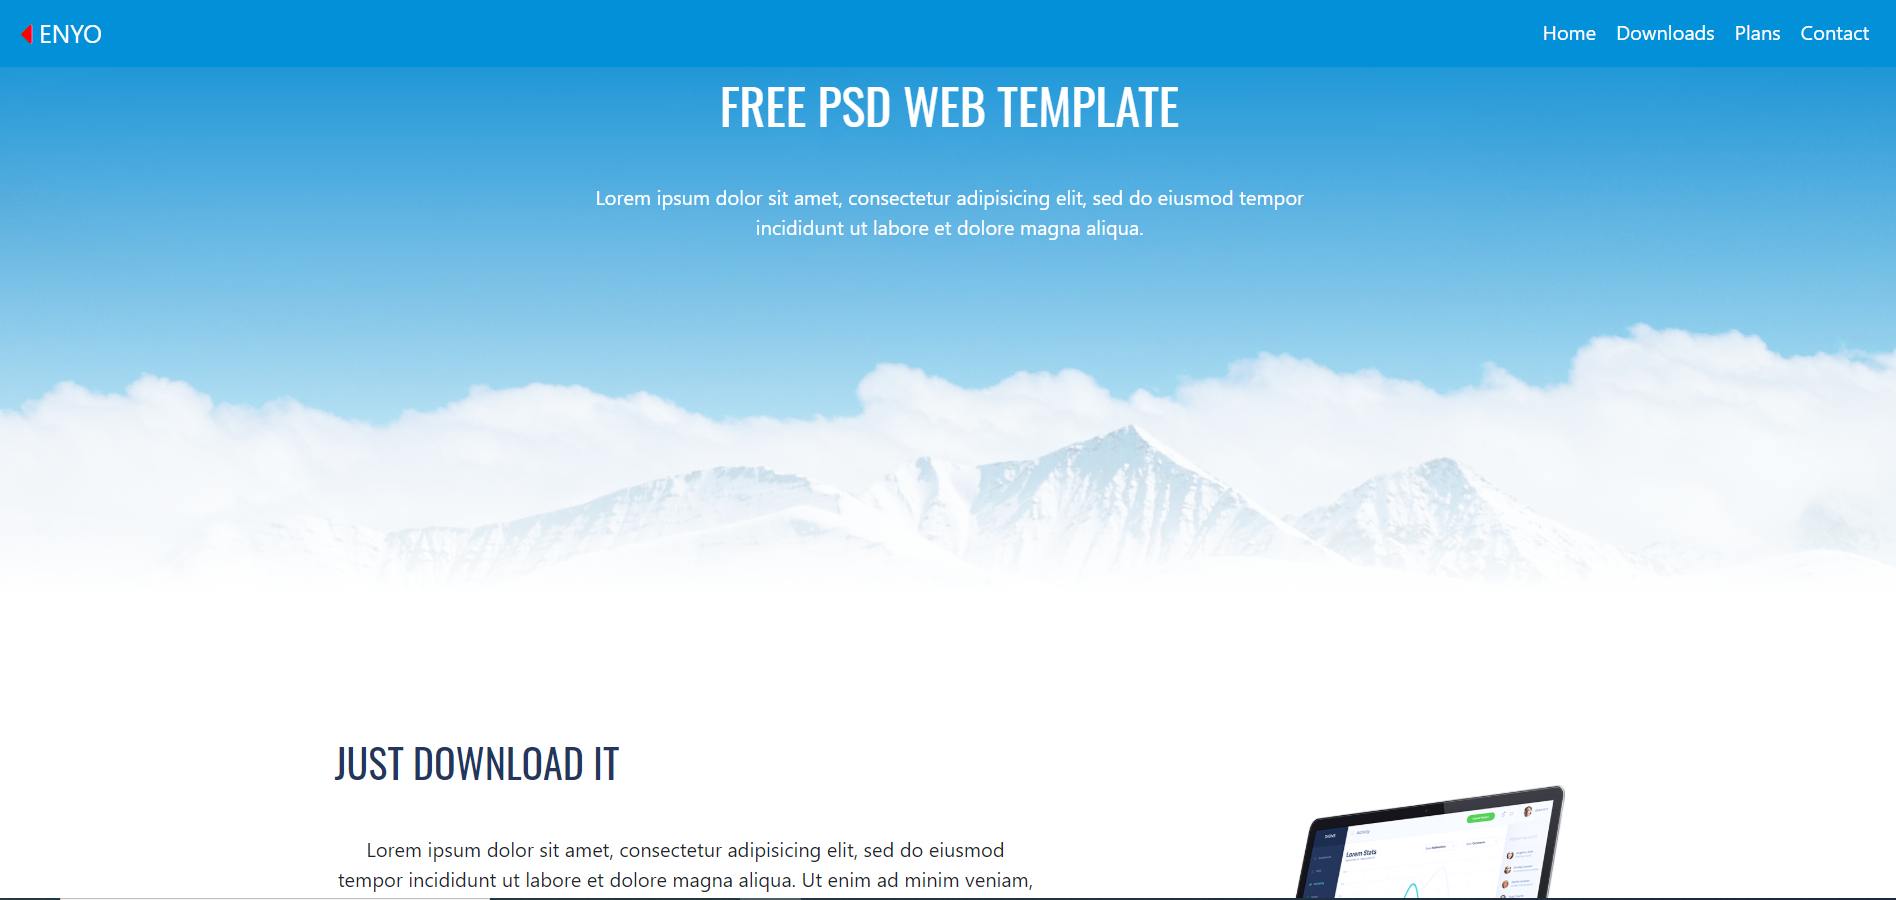 ENYO
Home Downloads Plans Contact
FREE PSD WEB TEMPLATE
Lorem ipsum dolor sit amet, consectetur adipisicing elit, sed do eiusmod tempor
incididunt ut labore et dolore magna aliqua.
JUST DOWNLOAD IT
Lorem ipsum dolor sit amet, consectetur adipisicing elit, sed do eiusmod
tempor incididunt ut labore et dolore magna aliqua. Ut enim ad minim veniam,
Lorem Stats